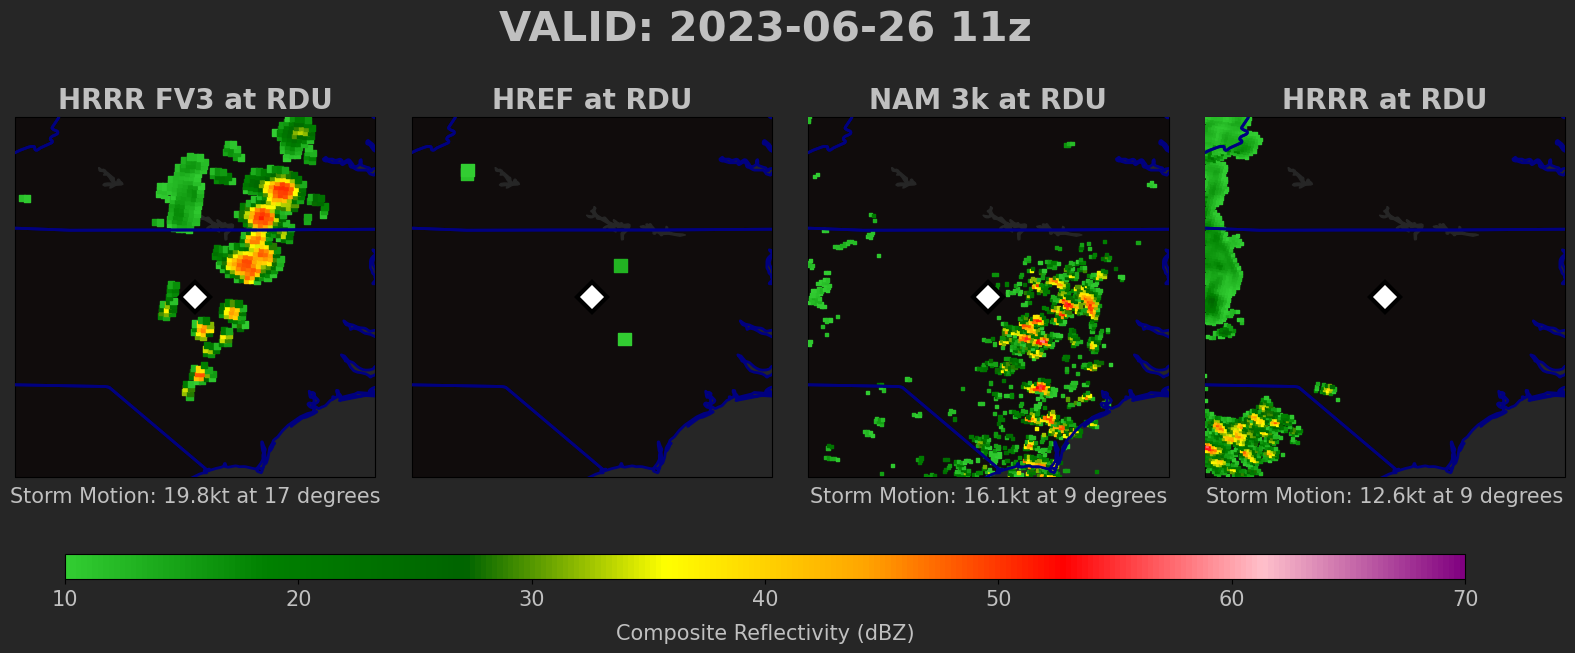 VALID: 2023-06-26 11z
HRRR FV3 at RDU
HREF at RDU
NAM 3k at RDU
HRRR at RDU
Storm Motion: 19.8kt at 17 degrees
Storm Motion: 16.1kt at 9 degrees
Storm Motion: 12.6kt at 9 degrees
10 20 30 40 50 60 70
Composite Reflectivity (dBZ)